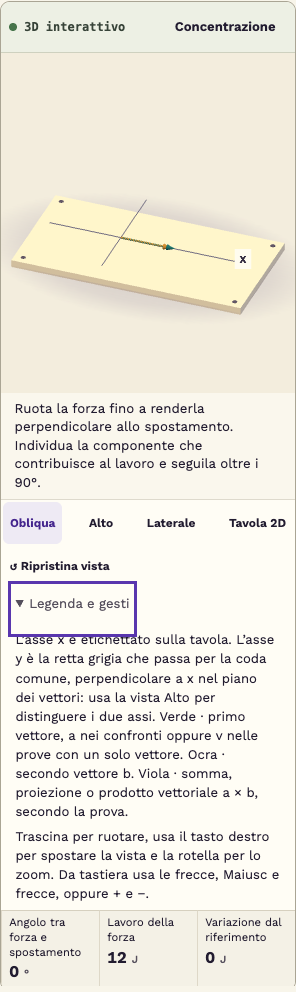 3D interattivo
Concentrazione
x
Ruota la forza fino a renderla
perpendicolare allo spostamento.
Individua la componente che
contribuisce al lavoro e seguila oltre i
90°.
Obliqua
Alto
Laterale
Tavola 2D
↺ Ripristina vista
▼ Legenda e gesti
L'asse x è etichettato sulla tavola. L'asse
y è la retta grigia che passa per la coda
comune, perpendicolare a x nel piano
dei vettori: usa la vista Alto per
distinguere i due assi. Verde · primo
vettore, a nei confronti oppure v nelle
prove con un solo vettore. Ocra ·
secondo vettore b. Viola · somma,
proiezione o prodotto vettoriale a × b,
secondo la prova.
Trascina per ruotare, usa il tasto destro
per spostare la vista e la rotella per lo
zoom. Da tastiera usa le frecce, Maiusc e
frecce, oppure + e −.
Angolo tra
forza e
spostamento
0 °
Lavoro della
forza
12 J
Variazione dal
riferimento
0 J